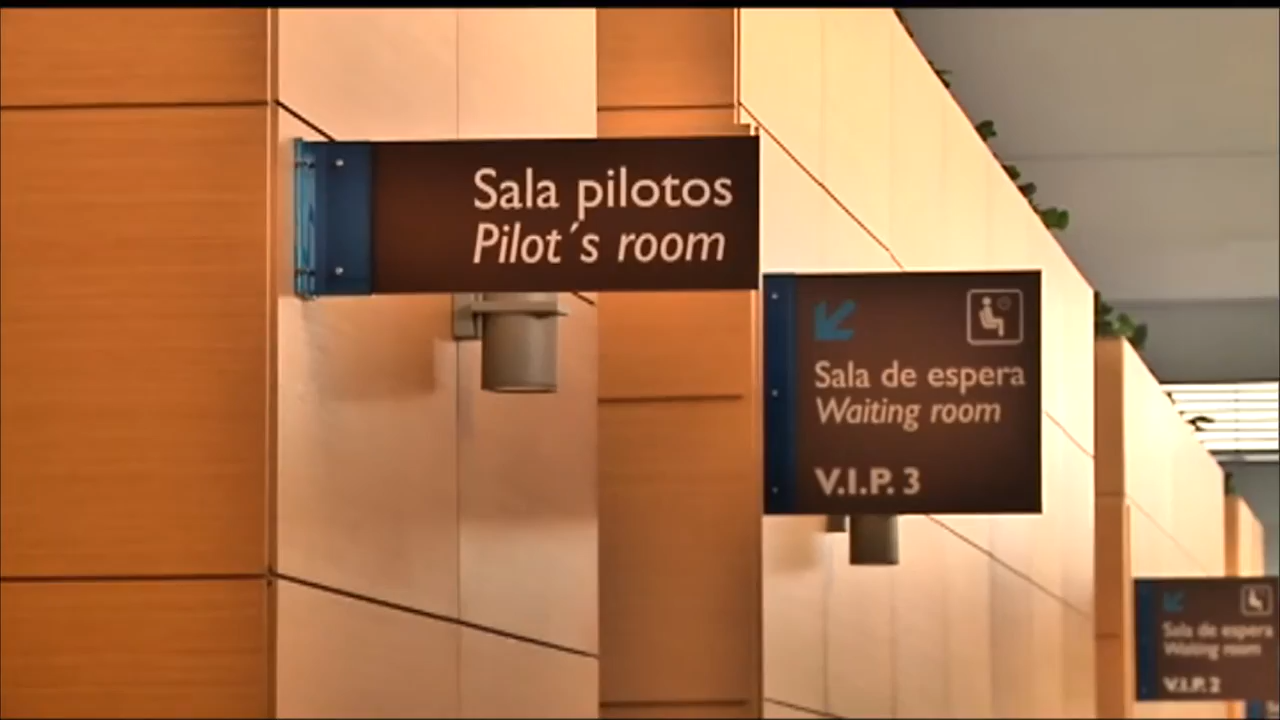 Sala pilotos
Pilot´s room
Sala de espera
Waiting room
V.I.P. 3
Sala de espera
Waiting room
V.I.P. 2